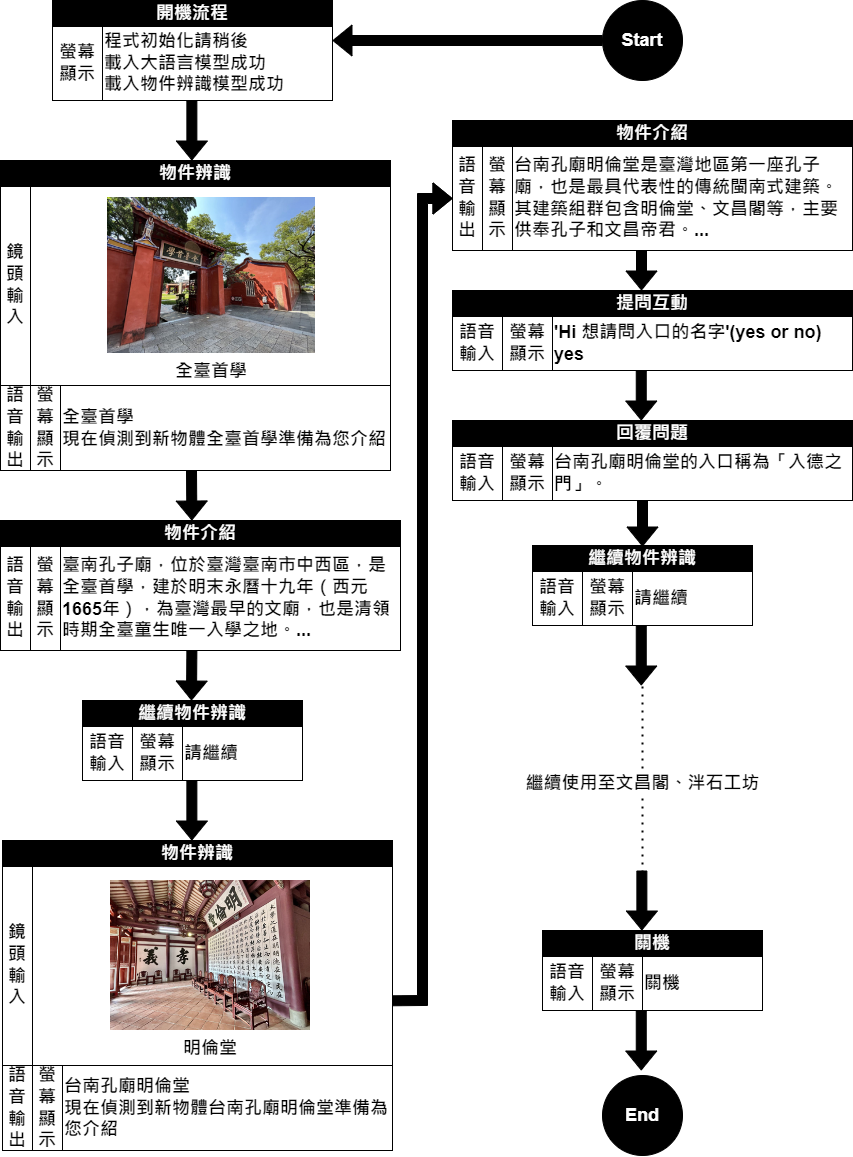 Start
開機流程
螢幕顯示
程式初始化請稍後
載入大語言模型成功
載入物件辨識模型成功
物件辨識
鏡頭輸入
全臺首學
全臺首學
語音輸出
螢幕顯示
全臺首學
現在偵測到新物體全臺首學準備為您介紹
物件介紹
語音輸出
螢幕顯示
臺南孔子廟，位於臺灣臺南市中西區，是
全臺首學，建於明末永曆十九年（西元
1665年），為臺灣最早的文廟，也是清領
時期全臺童生唯一入學之地。...
繼續物件辨識
語音輸入
螢幕顯示
請繼續
物件辨識
鏡頭輸入
明倫堂
孝
義
明倫堂
語音輸出
螢幕顯示
台南孔廟明倫堂
現在偵測到新物體台南孔廟明倫堂準備為
您介紹
物件介紹
語音輸出
螢幕顯示
台南孔廟明倫堂是臺灣地區第一座孔子
廟，也是最具代表性的傳統閩南式建築。
其建築組群包含明倫堂、文昌閣等，主要
供奉孔子和文昌帝君。...
提問互動
語音輸入
螢幕顯示
'Hi 想請問入口的名字'(yes or no)
yes
回覆問題
語音輸入
螢幕顯示
台南孔廟明倫堂的入口稱為「入德之
門」。
繼續物件辨識
語音輸入
螢幕顯示
請繼續
繼續使用至文昌閣、泮石工坊
關機
語音輸入
螢幕顯示
關機
End